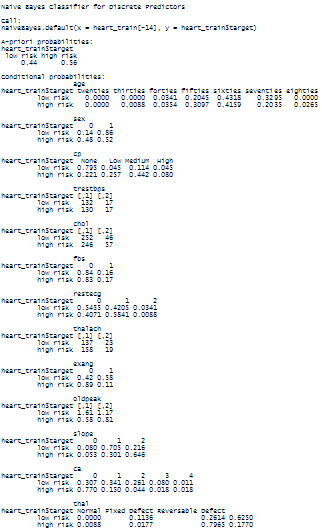 Naive Bayes Classifier for Discrete Predictors
Call:
naiveBayes.default(x = heart_train[-14], y = heart_train$target)
A-priori probabilities:
heart_train$target
low risk high risk
0.44 0.56
Conditional probabilities:
age
heart_train$target twenties thirties forties fifties sixties seventies eighties
low risk 0.0000 0.0000 0.0341 0.2045 0.4318 0.3295 0.0000
high risk 0.0000 0.0088 0.0354 0.3097 0.4159 0.2035 0.0265
sex
heart_train$target 0 1
low risk 0.14 0.86
high risk 0.48 0.52
cp
heart_train$target None Low Medium High
low risk 0.795 0.045 0.114 0.045
high risk 0.221 0.257 0.442 0.080
trestbps
heart_train$target [,1] [,2]
low risk 132 17
high risk 130 17
chol
heart_train$target [,1] [,2]
low risk 252 46
high risk 246 57
fbs
heart_train$target 0 1
low risk 0.84 0.16
high risk 0.83 0.17
restecg
heart_train$target 0 1 2
low risk 0.5455 0.4205 0.0341
high risk 0.4071 0.5841 0.0088
thalach
heart_train$target [,1] [,2]
low risk 137 23
high risk 158 19
exang
heart_train$target 0 1
low risk 0.42 0.58
high risk 0.89 0.11
oldpeak
heart_train$target [,1] [,2]
low risk 1.61 1.17
high risk 0.58 0.81
slope
heart_train$target 0 1 2
low risk 0.080 0.705 0.216
high risk 0.053 0.301 0.646
ca
heart_train$target 0 1 2 3 4
low risk 0.307 0.341 0.261 0.080 0.011
high risk 0.770 0.150 0.044 0.018 0.018
thal
heart_train$target Normal Fixed Defect Reversable Defect
low risk 0.0000 0.1136 0.2614 0.6250
high risk 0.0088 0.0177 0.7965 0.1770